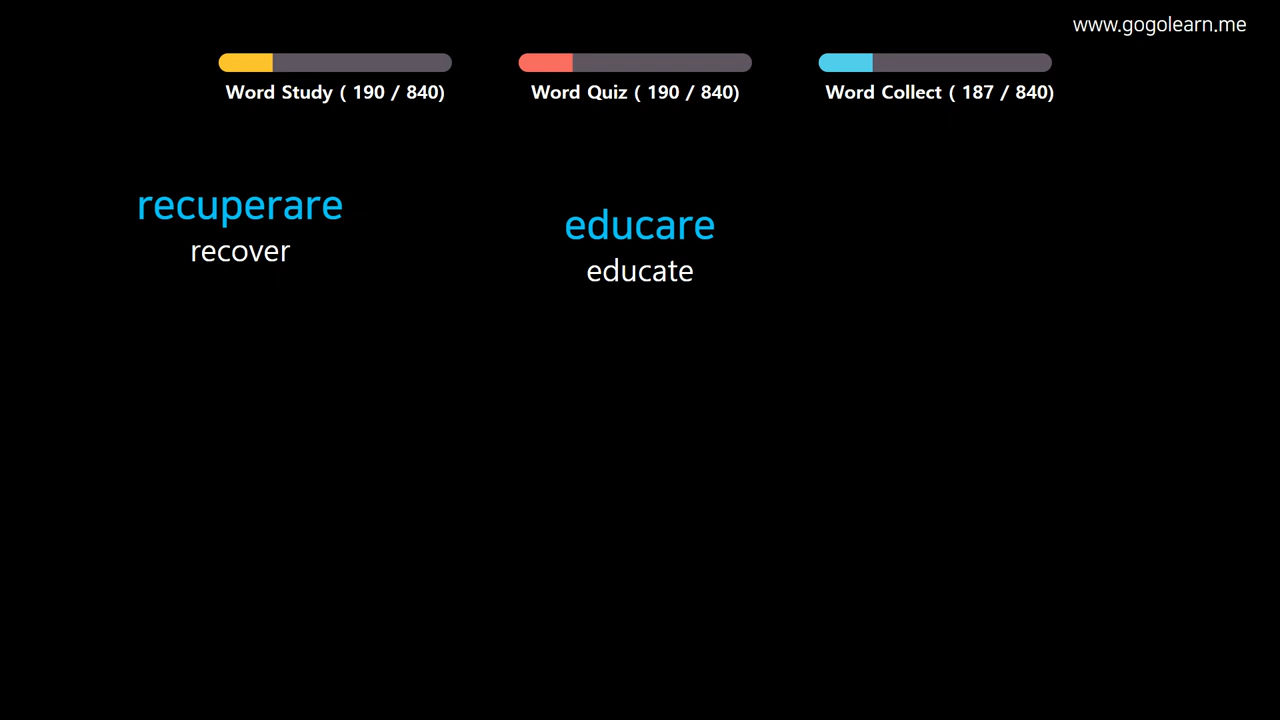 www.gogolearn.me
Word Study ( 190 / 840)
Word Quiz ( 190 / 840)
Word Collect ( 187 / 840)
recuperare
recover
educare
educate